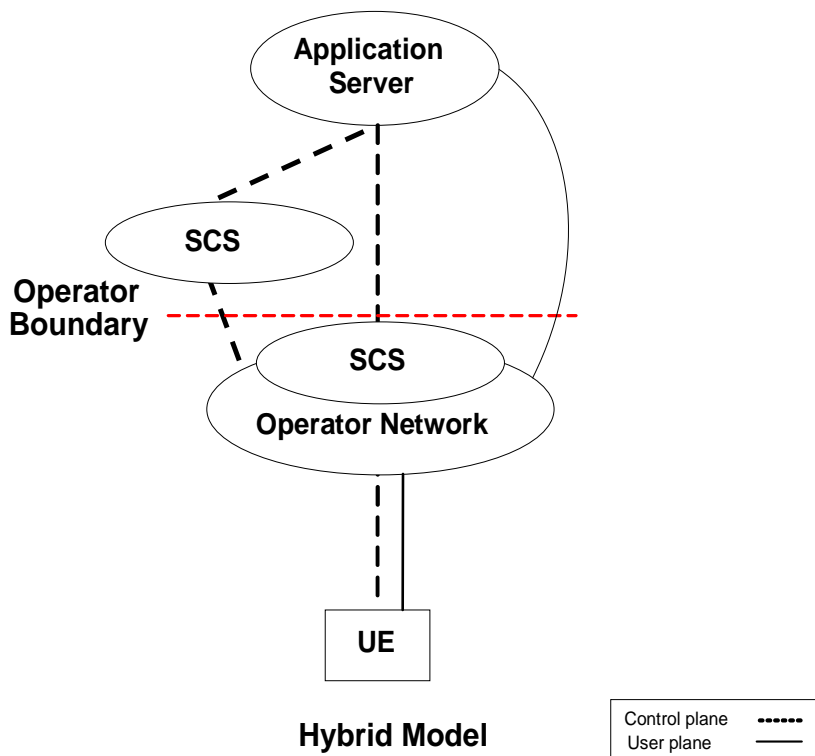 Application
Server
SCS
Operator
Boundary
SCS
Operator Network
UE
Hybrid Model
Control plane
User plane